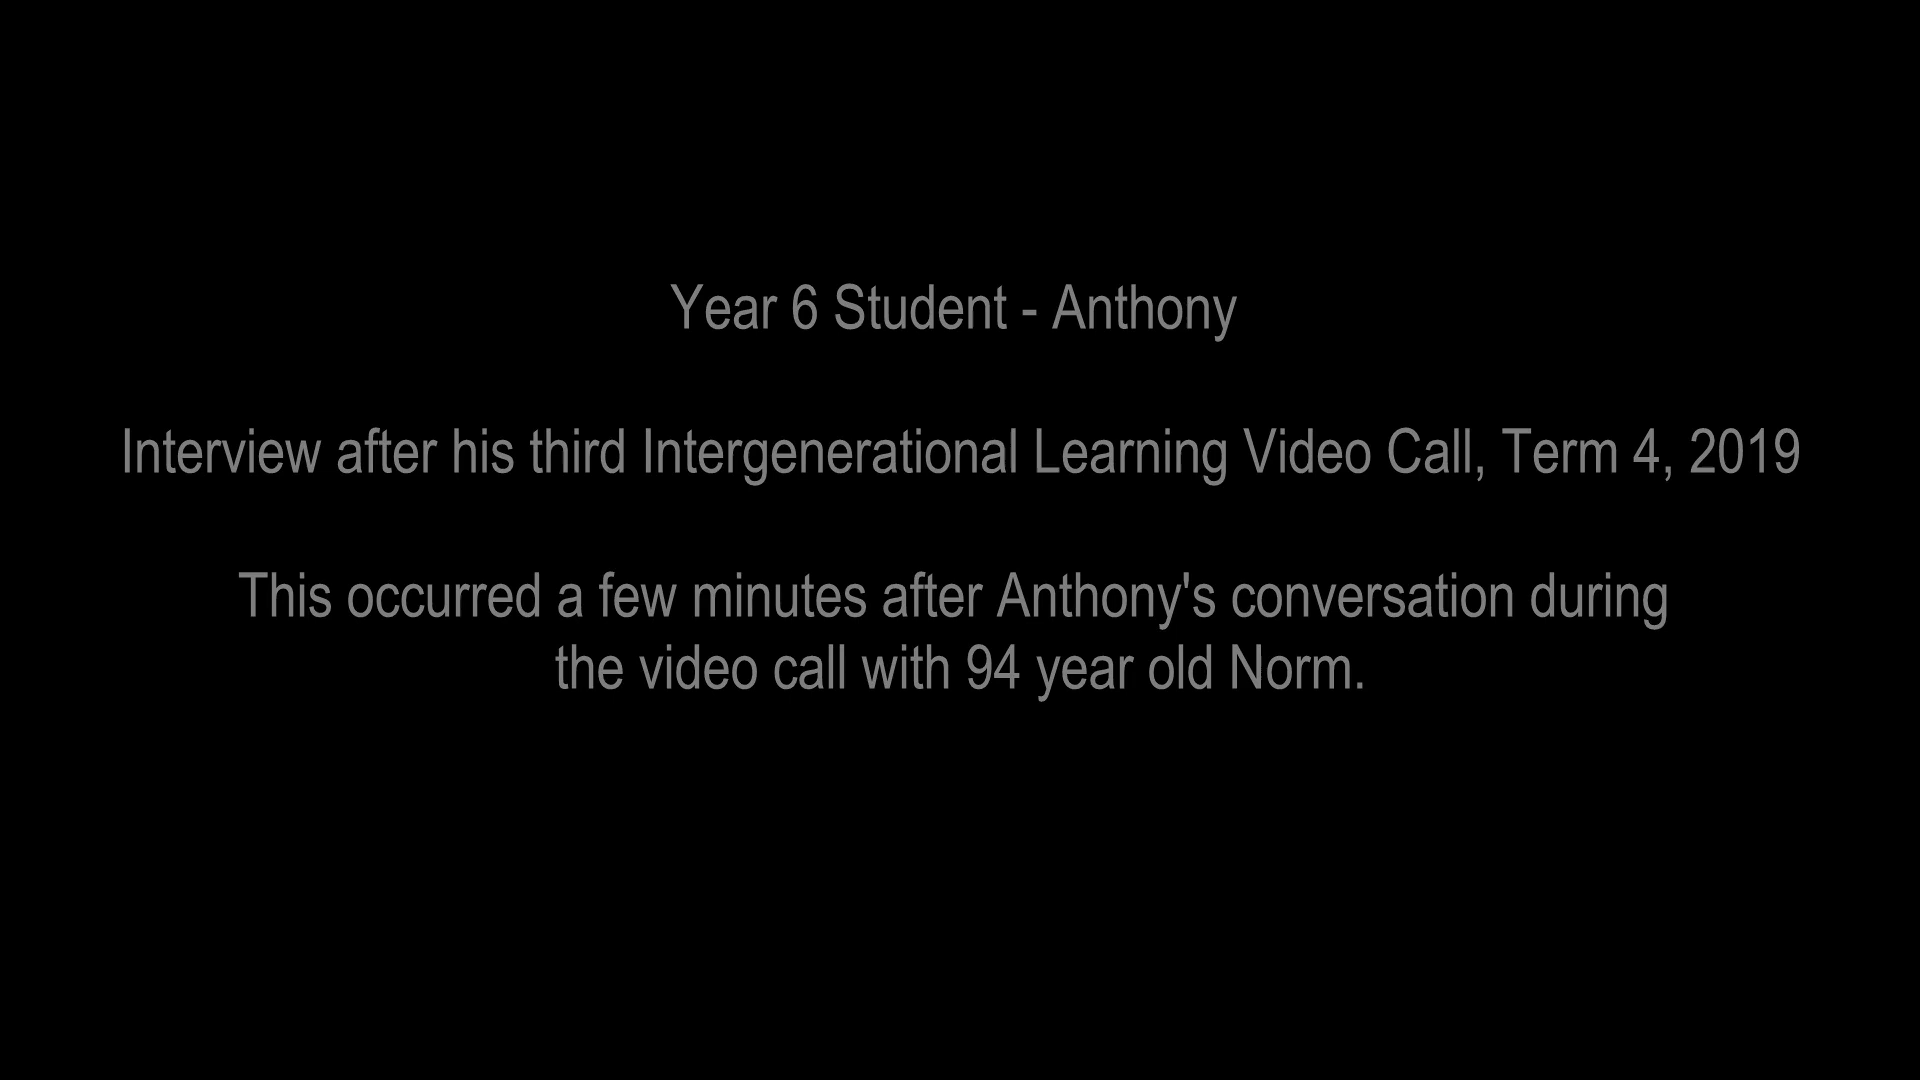 Year 6 Student - Anthony
Interview after his third Intergenerational Learning Video Call, Term 4, 2019
This occurred a few minutes after Anthony's conversation during
the video call with 94 year old Norm.